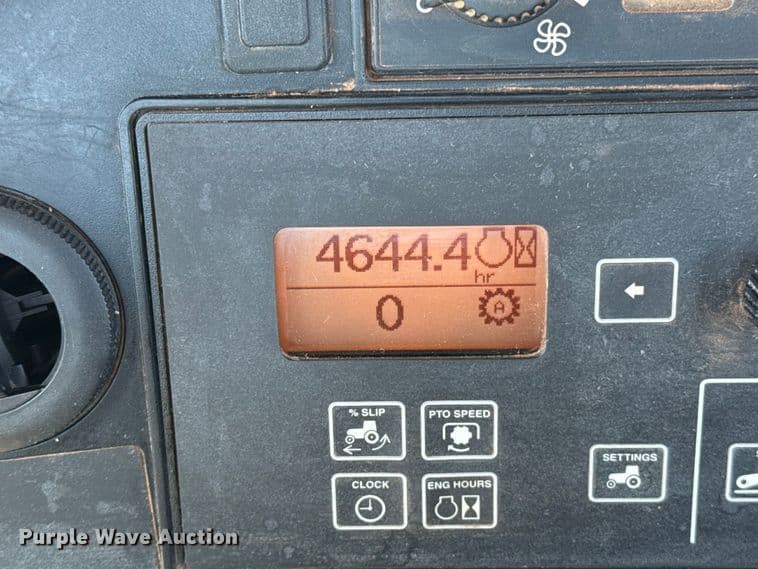 4644.4
hr
0
A
% SLIP
PTO SPEED
CLOCK
ENG HOURS
SETTINGS
Purple Wave Auction